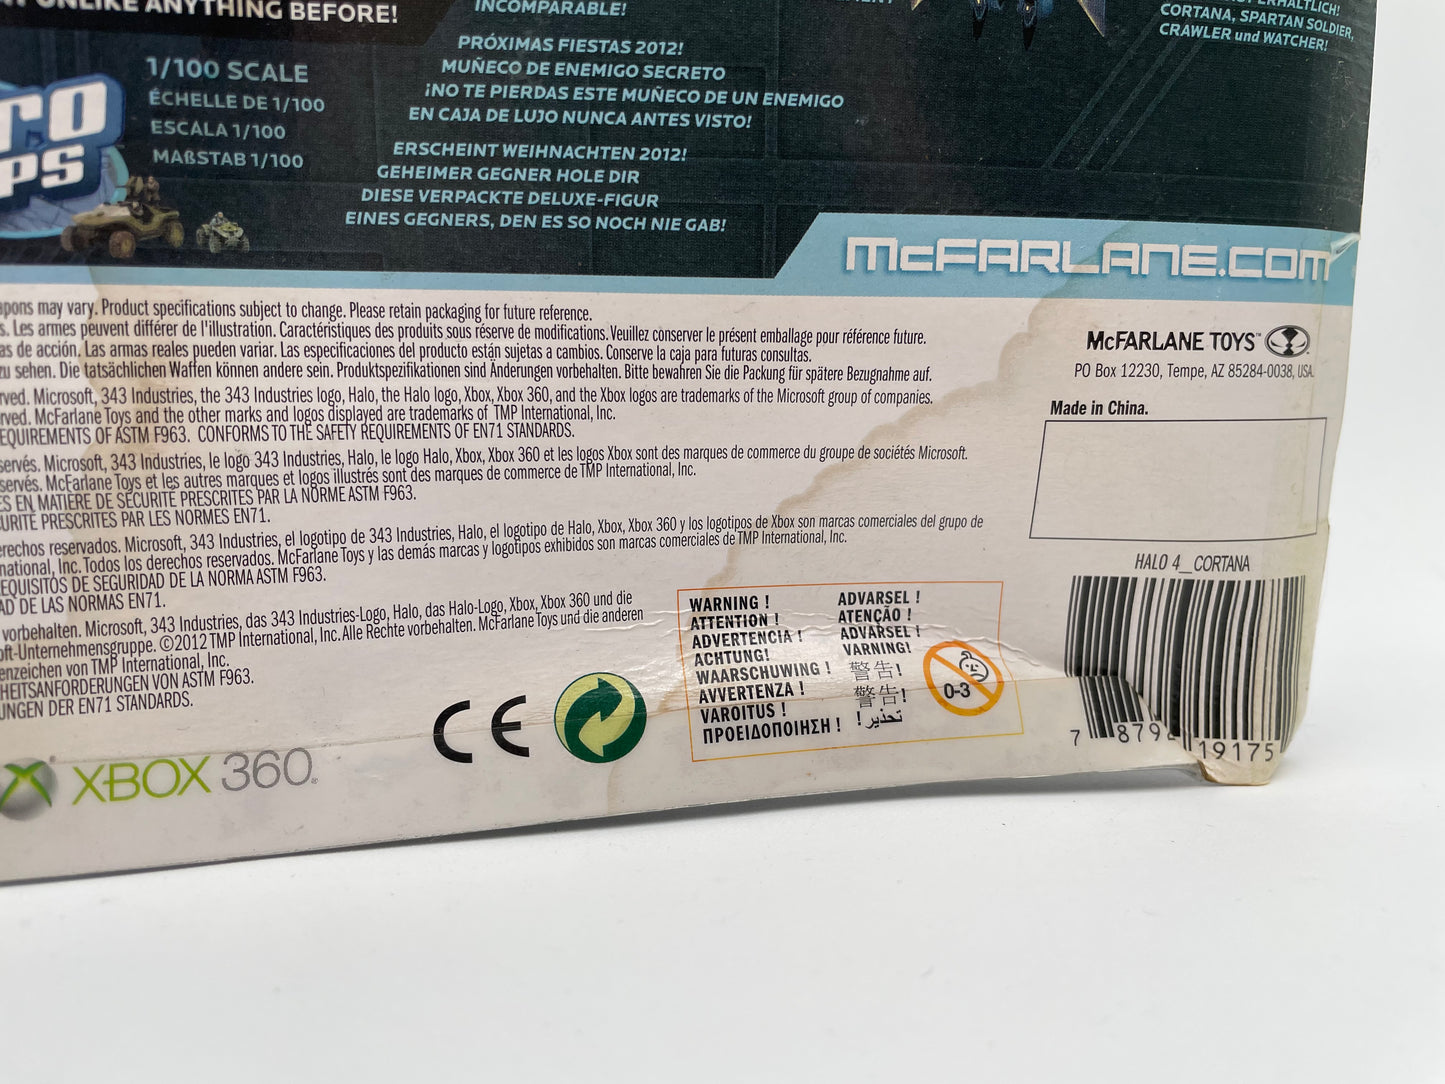 UNLIKE ANYTHING BEFORE!
INCOMPARABLE!
CORTANA, SPARTAN SOLDIER,
CRAWLER und WATCHER!
1/100 SCALE
ÉCHELLE DE 1/100
ESCALA 1/100
MAßSTAB 1/100
PRÓXIMAS FIESTAS 2012!
MUÑECO DE ENEMIGO SECRETO
¡NO TE PIERDAS ESTE MUÑECO DE UN ENEMIGO
EN CAJA DE LUJO NUNCA ANTES VISTO!
ERSCHEINT WEIHNACHTEN 2012!
GEHEIMER GEGNER HOLE DIR
DIESE VERPACKTE DELUXE-FIGUR
EINES GEGNERS, DEN ES SO NOCH NIE GAB!
McFARLANE.COM
may vary. Product specifications subject to change. Please retain packaging for future reference.
Les armes peuvent différer de l'illustration. Caractéristiques des produits sous réserve de modifications. Veuillez conserver le présent emballage pour référence future.
de acción. Las armas reales pueden variar. Las especificaciones del producto están sujetas a cambios. Conserve la caja para futuras consultas.
zu sehen. Die tatsächlichen Waffen können andere sein. Produktspezifikationen sind Änderungen vorbehalten. Bitte bewahren Sie die Packung für spätere Bezugnahme auf.
Microsoft, 343 Industries, the 343 Industries logo, Halo, the Halo logo, Xbox, Xbox 360, and the Xbox logos are trademarks of the Microsoft group of companies.
McFarlane Toys and the other marks and logos displayed are trademarks of TMP International, Inc.
REQUIREMENTS OF ASTM F963. CONFORMS TO THE SAFETY REQUIREMENTS OF EN71 STANDARDS.
Microsoft, 343 Industries, le logo 343 Industries, Halo, le logo Halo, Xbox, Xbox 360 et les logos Xbox sont des marques de commerce du groupe de sociétés Microsoft.
McFarlane Toys et les autres marques et logos illustrés sont des marques de commerce de TMP International, Inc.
EN MATIÈRE DE SÉCURITÉ PRESCRITES PAR LA NORME ASTM F963.
PRESCRITES PAR LES NORMES EN71.
reservados. Microsoft, 343 Industries, el logotipo de 343 Industries, Halo, el logotipo de Halo, Xbox, Xbox 360 y los logotipos de Xbox son marcas comerciales del grupo de
Inc. Todos los derechos reservados. McFarlane Toys y las demás marcas y logotipos exhibidos son marcas comerciales de TMP International, Inc.
REQUISITOS DE SEGURIDAD DE LA NORMA ASTM F963.
DE LAS NORMAS EN71.
vorbehalten. Microsoft, 343 Industries, das 343 Industries-Logo, Halo, das Halo-Logo, Xbox, Xbox 360 und die
©2012 TMP International, Inc. Alle Rechte vorbehalten. McFarlane Toys und die anderen
von TMP International, Inc.
VON ASTM F963.
DER EN71 STANDARDS.
McFARLANE TOYS™
PO Box 12230, Tempe, AZ 85284-0038, USA.
Made in China.
HALO 4_CORTANA
7 8792 19175
WARNING !
ATTENTION !
ADVERTENCIA !
ACHTUNG!
WAARSCHUWING !
AVVERTENZA !
VAROITUS !
ΠΡΟΕΙΔΟΠΟΙΗΣΗ !
ADVARSEL !
ATENÇÃO !
ADVARSEL !
VARNING!
警告!
警告!
تحذير!
0-3
CE
XBOX 360